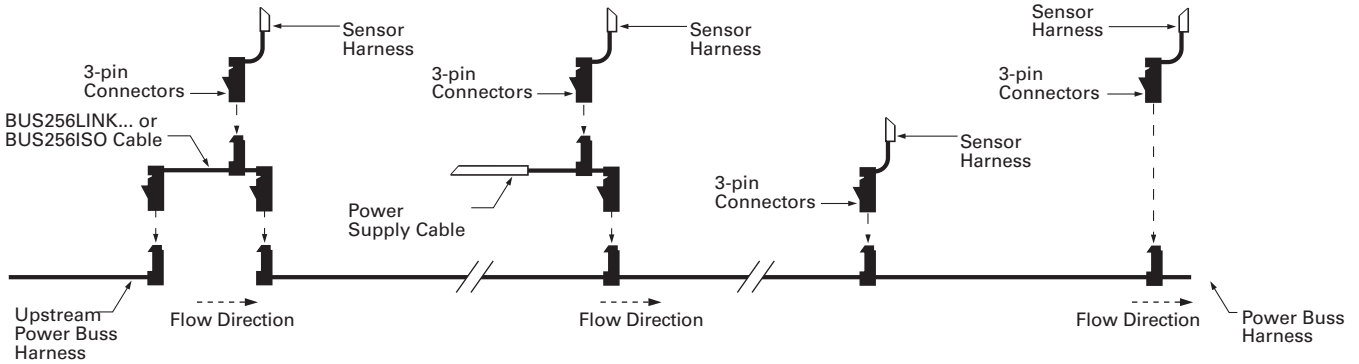 Sensor
Harness
Sensor
Harness
Sensor
Harness
3-pin
Connectors
3-pin
Connectors
3-pin
Connectors
BUS256LINK... or
BUS256ISO Cable
Sensor
Harness
3-pin
Connectors
Power
Supply Cable
Upstream
Power Buss
Harness
Flow Direction
Flow Direction
Flow Direction
Power Buss
Harness